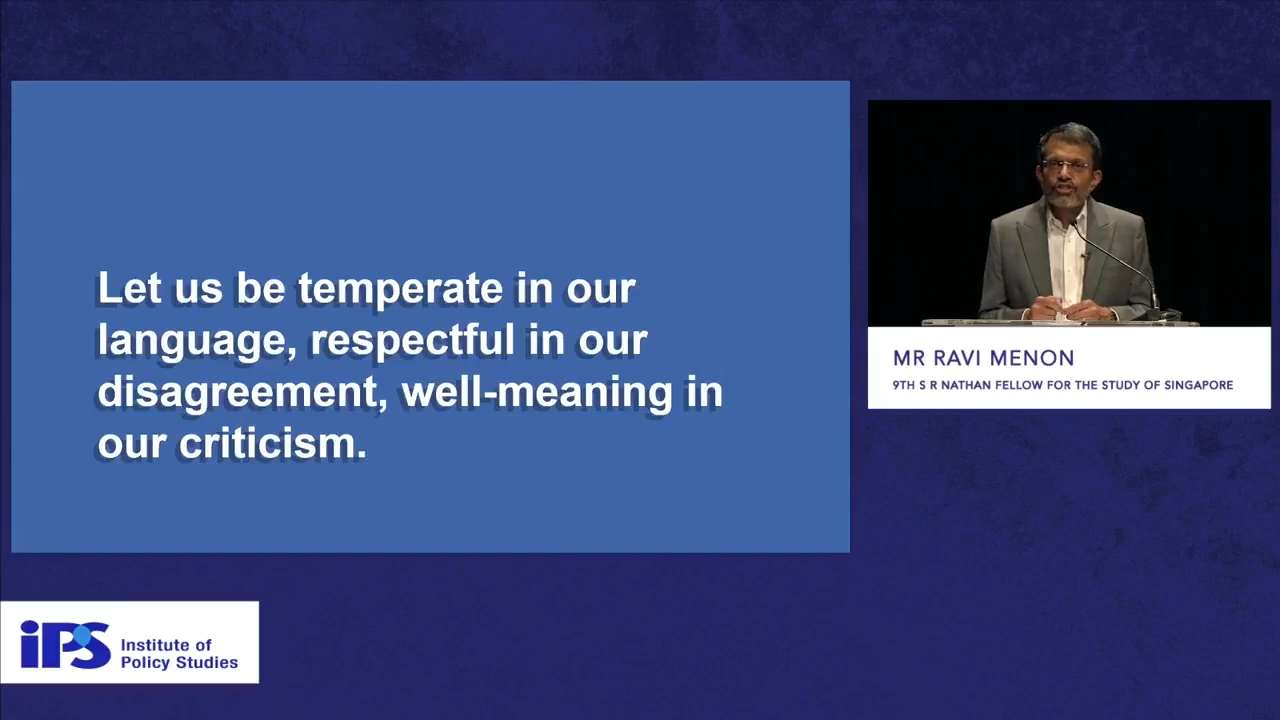 Let us be temperate in our
language, respectful in our
disagreement, well-meaning in
our criticism.
MR RAVI MENON
9TH S R NATHAN FELLOW FOR THE STUDY OF SINGAPORE
iPS
Institute of
Policy Studies